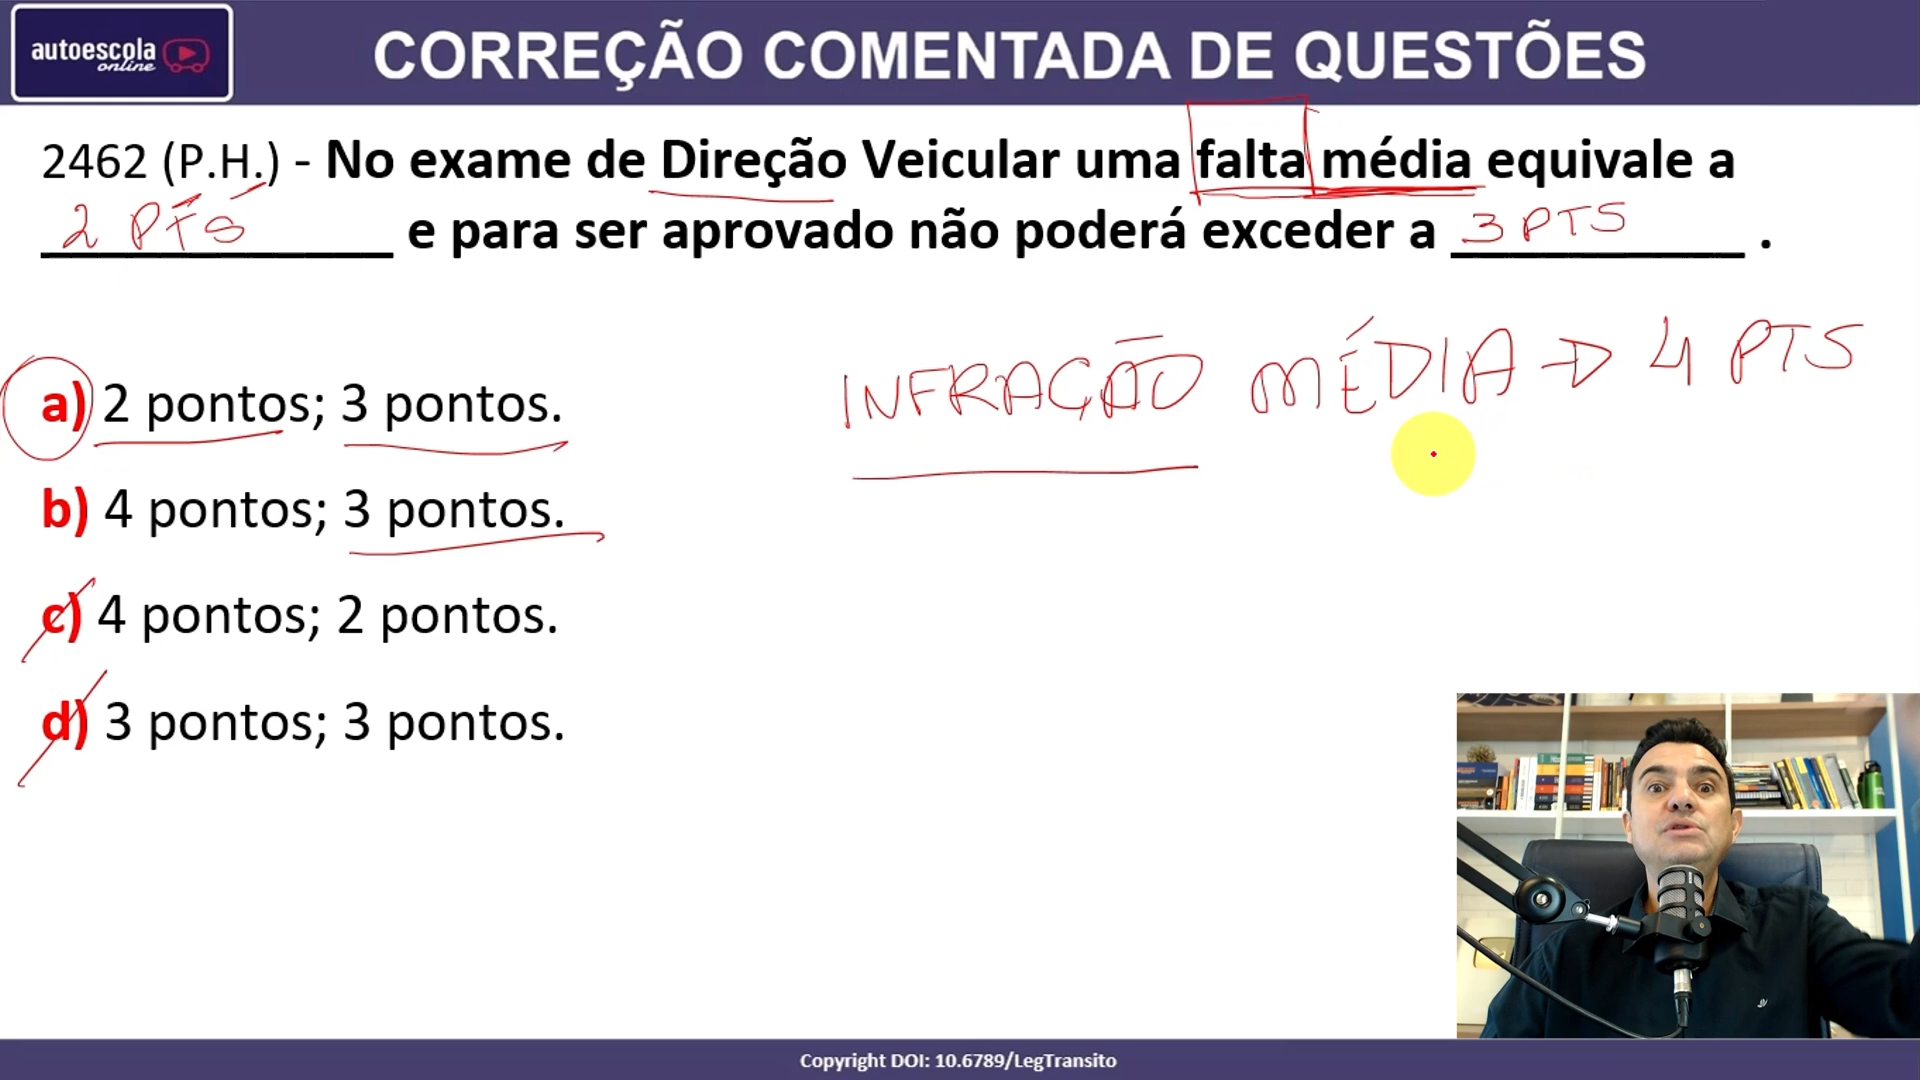 autoescola
online
CORREÇÃO COMENTADA DE QUESTÕES
2462 (P.H.) - No exame de Direção Veicular uma falta média equivale a
2 PTS e para ser aprovado não poderá exceder a 3 PTS .
INFRAÇÃO MÉDIA → 4 PTS
a) 2 pontos; 3 pontos.
b) 4 pontos; 3 pontos.
c) 4 pontos; 2 pontos.
d) 3 pontos; 3 pontos.
Copyright DOI: 10.6789/LegTransito